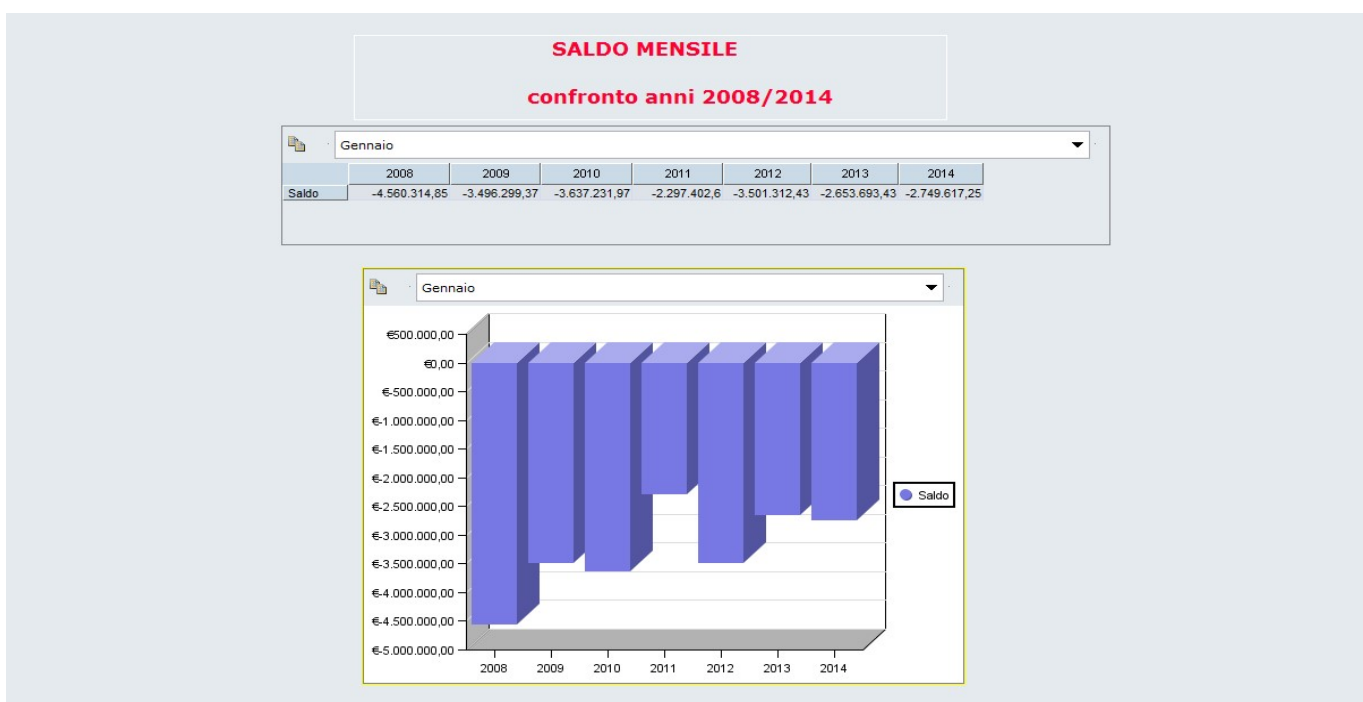 SALDO MENSILE
confronto anni 2008/2014
Gennaio
2008 2009 2010 2011 2012 2013 2014
Saldo -4.560.314,85 -3.496.299,37 -3.637.231,97 -2.297.402,6 -3.501.312,43 -2.653.693,43 -2.749.617,25
Gennaio
€500.000,00
€0,00
€-500.000,00
€-1.000.000,00
€-1.500.000,00
€-2.000.000,00
€-2.500.000,00
€-3.000.000,00
€-3.500.000,00
€-4.000.000,00
€-4.500.000,00
€-5.000.000,00
2008 2009 2010 2011 2012 2013 2014
Saldo